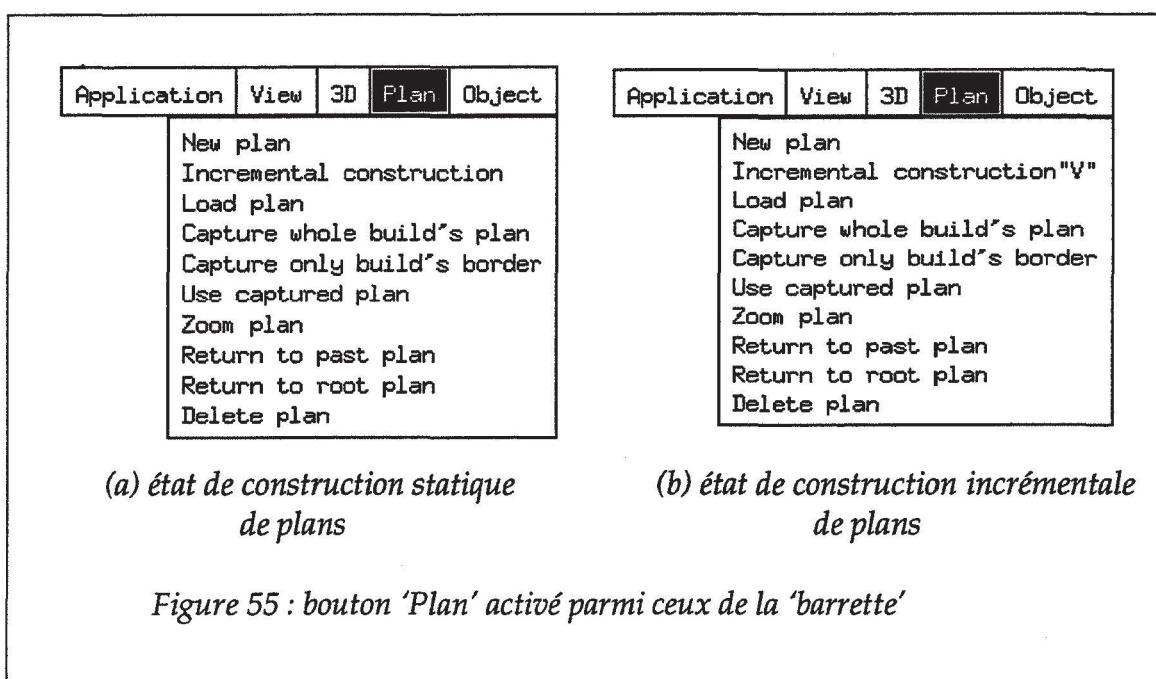 Application View 3D Plan Object
New plan
Incremental construction
Load plan
Capture whole build's plan
Capture only build's border
Use captured plan
Zoom plan
Return to past plan
Return to root plan
Delete plan
(a) état de construction statique
de plans
Application View 3D Plan Object
New plan
Incremental construction"V"
Load plan
Capture whole build's plan
Capture only build's border
Use captured plan
Zoom plan
Return to past plan
Return to root plan
Delete plan
(b) état de construction incrémentale
de plans
Figure 55 : bouton 'Plan' activé parmi ceux de la 'barrette'